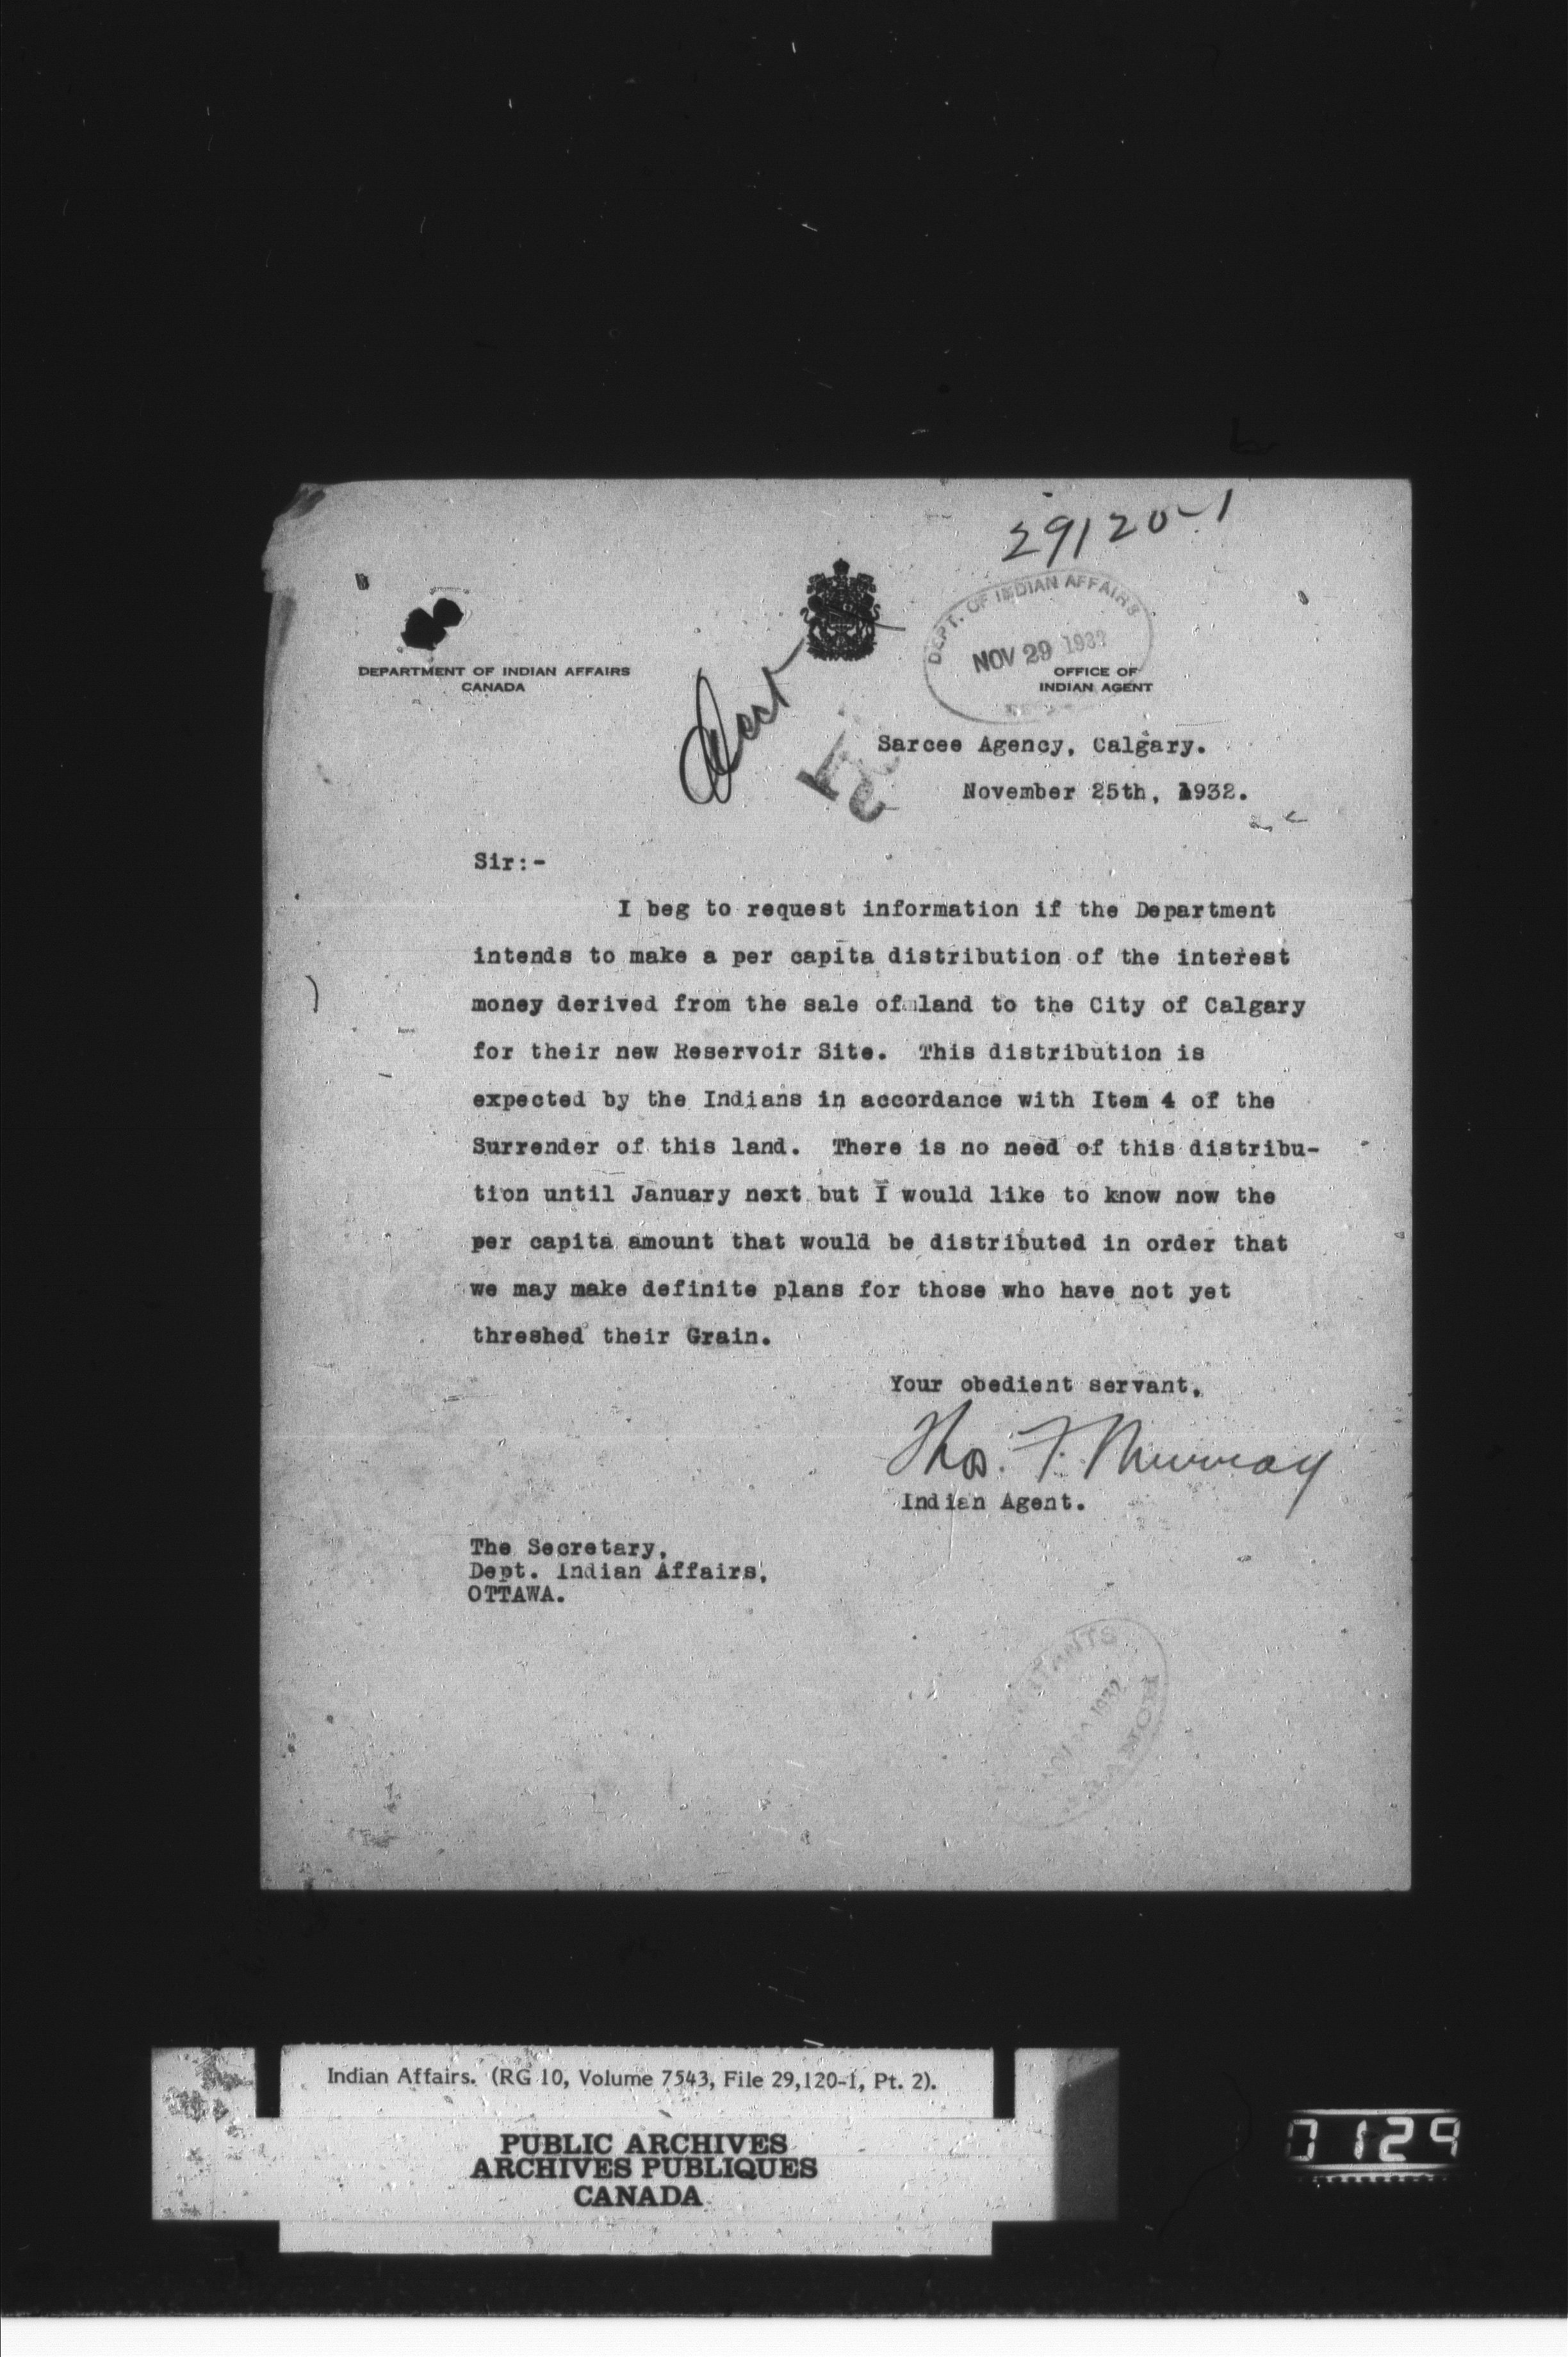 29120-1
DEPT. OF INDIAN AFFAIRS
NOV 29 1932
DEPARTMENT OF INDIAN AFFAIRS
CANADA
OFFICE OF
INDIAN AGENT
Sarcee Agency, Calgary.
November 25th, 1932.
Sir:-
I beg to request information if the Department
intends to make a per capita distribution of the interest
money derived from the sale of land to the City of Calgary
for their new Reservoir Site. This distribution is
expected by the Indians in accordance with Item 4 of the
Surrender of this land. There is no need of this distribu-
tion until January next but I would like to know now the
per capita amount that would be distributed in order that
we may make definite plans for those who have not yet
threshed their Grain.
Your obedient servant,
Thos. F. Murray
Indian Agent.
The Secretary,
Dept. Indian Affairs,
OTTAWA.
1932
Indian Affairs. (RG 10, Volume 7543, File 29,120-1, Pt. 2).
PUBLIC ARCHIVES
ARCHIVES PUBLIQUES
CANADA
0129